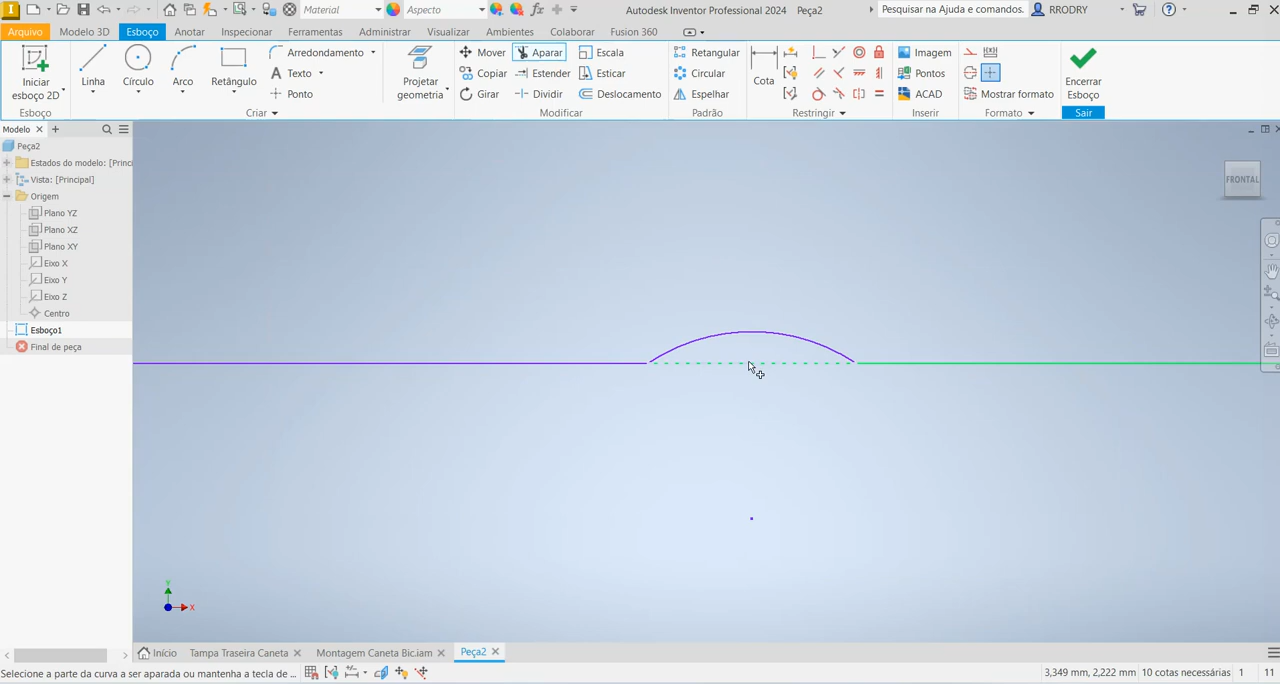 Material
Aspecto
Autodesk Inventor Professional 2024 Peça2
Pesquisar na Ajuda e comandos.
RRODRY
Arquivo
Modelo 3D
Esboço
Anotar
Inspecionar
Ferramentas
Administrar
Visualizar
Ambientes
Colaborar
Fusion 360
Iniciar
esboço 2D
Linha
Círculo
Arco
Retângulo
Arredondamento
Texto
Ponto
Projetar
geometria
Mover
Aparar
Escala
Copiar
Estender
Esticar
Girar
Dividir
Deslocamento
Retangular
Circular
Espelhar
Cota
Imagem
Pontos
ACAD
Mostrar formato
Encerrar
Esboço
Esboço
Criar
Modificar
Padrão
Restringir
Inserir
Formato
Sair
Modelo
Peça2
Estados do modelo: [Princ
Vista: [Principal]
Origem
Plano YZ
Plano XZ
Plano XY
Eixo X
Eixo Y
Eixo Z
Centro
Esboço1
Final de peça
FRONTAL
Y
X
Início
Tampa Traseira Caneta
Montagem Caneta Bic.iam
Peça2
Selecione a parte da curva a ser aparada ou mantenha a tecla de ...
3,349 mm, 2,222 mm
10 cotas necessárias
1
11